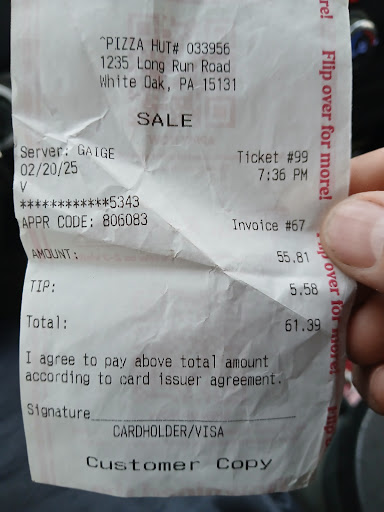 ^PIZZA HUT# 033956
1235 Long Run Road
White Oak, PA 15131
SALE
Server: GAIGE Ticket #99
02/20/25 7:36 PM
V
************5343
APPR CODE: 806083 Invoice #67
AMOUNT: 55.81
TIP: 5.58
Total: 61.39
I agree to pay above total amount
according to card issuer agreement.
Signature
CARDHOLDER/VISA
Customer Copy
re!
Flip over for more!
over for more!